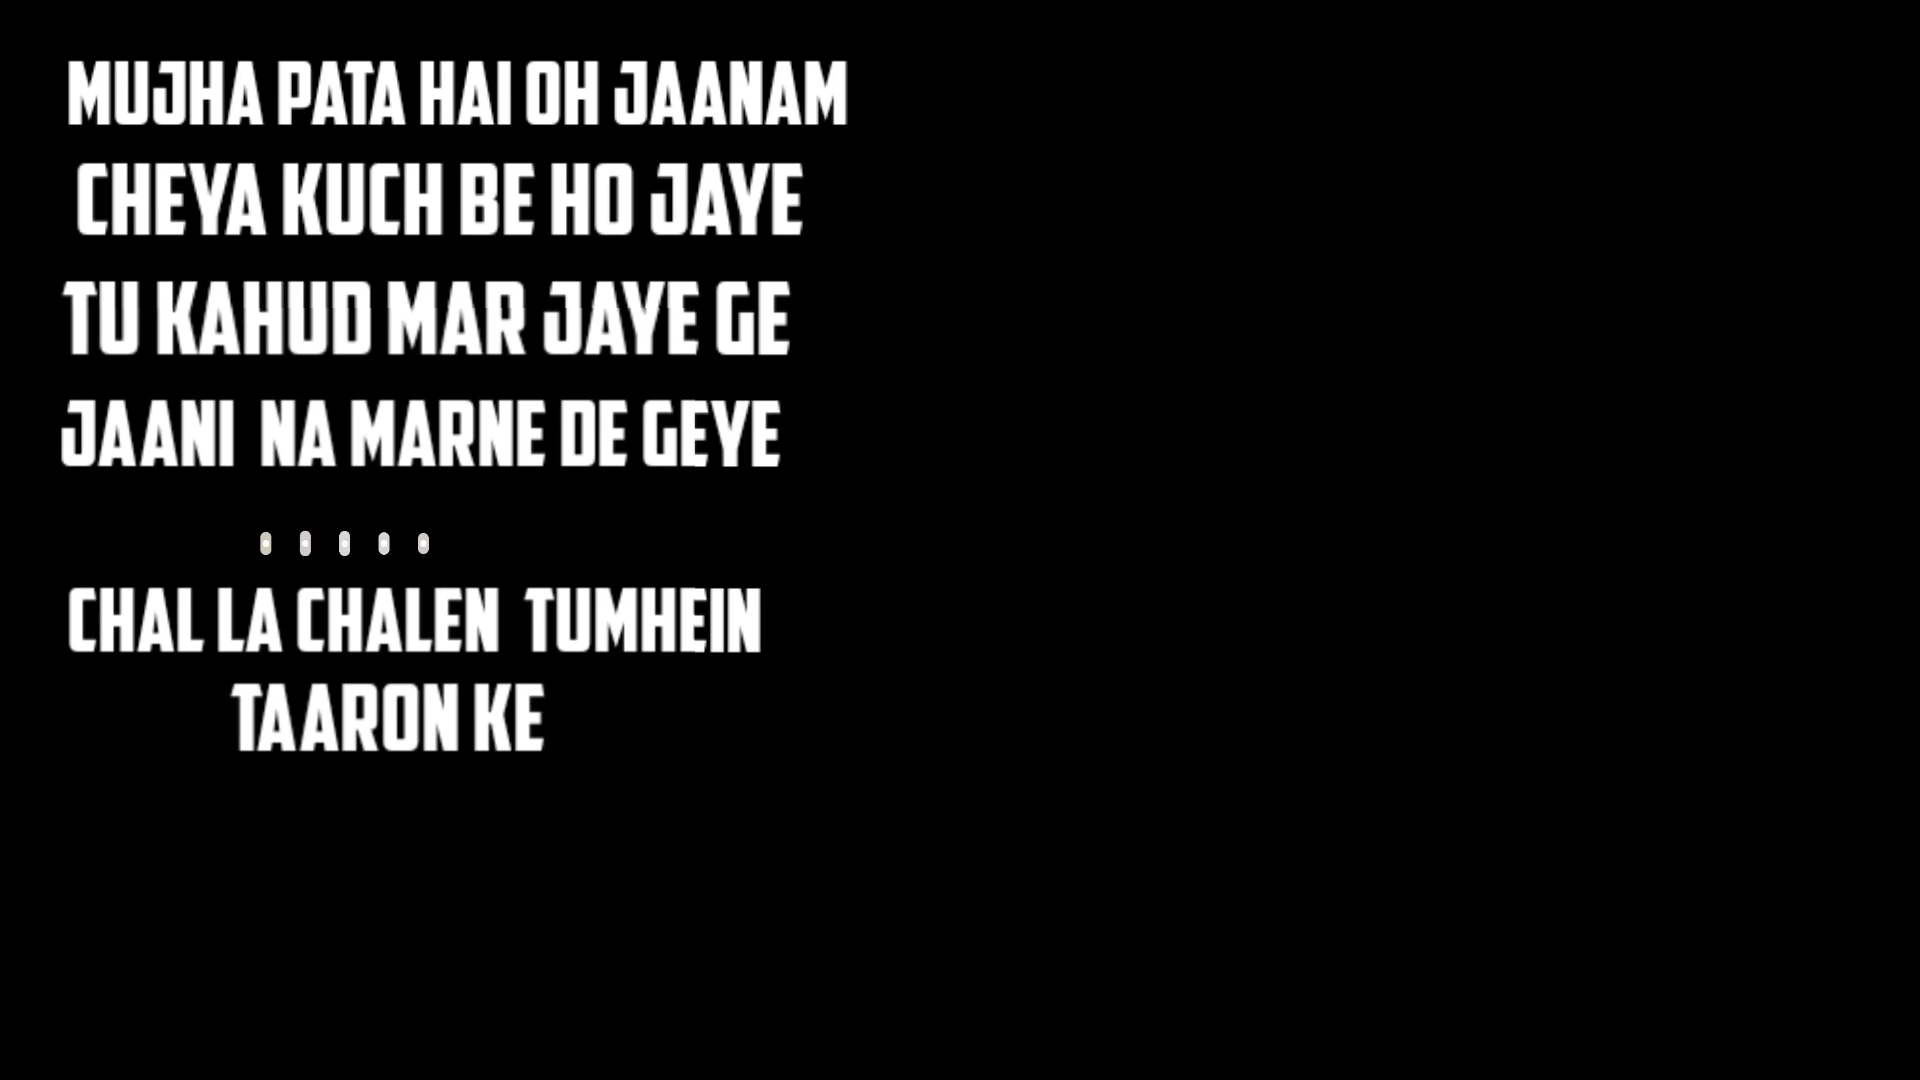 MUJHA PATA HAI OH JAANAM
CHEYA KUCH BE HO JAYE
TU KAHUD MAR JAYE GE
JAANI NA MARNE DE GEYE
.....
CHAL LA CHALEN TUMHEIN
TAARON KE